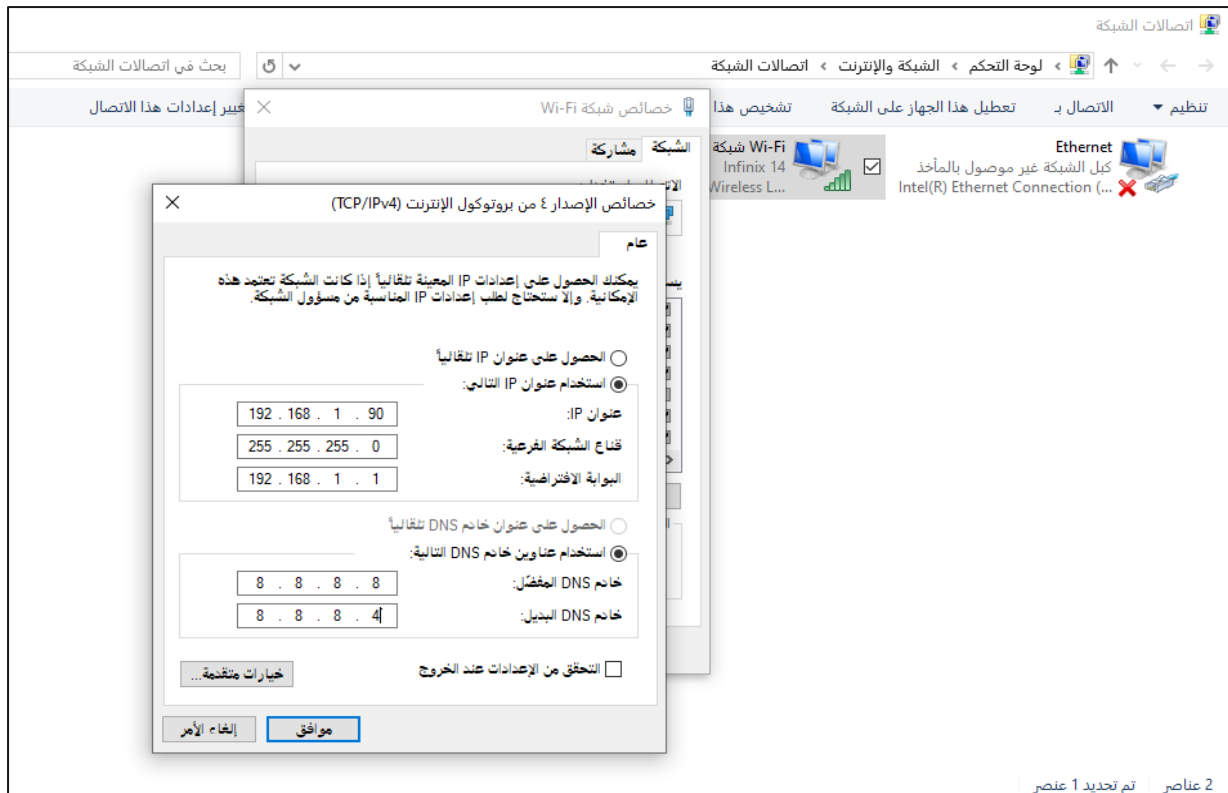 اتصالات الشبكة
لوحة التحكم › الشبكة والإنترنت › اتصالات الشبكة
بحث في اتصالات الشبكة
تنظيم
الاتصال بـ
تعطيل هذا الجهاز على الشبكة
تشخيص هذا
تغيير إعدادات هذا الاتصال
Ethernet
كبل الشبكة غير موصول بالمأخذ
Intel(R) Ethernet Connection (...
Wi-Fi شبكة
Infinix 14
Wireless L...
خصائص شبكة Wi-Fi
الشبكة
مشاركة
خصائص الإصدار ٤ من بروتوكول الإنترنت (TCP/IPv4)
عام
يمكنك الحصول على إعدادات IP المعينة تلقائياً إذا كانت الشبكة تعتمد هذه
الإمكانية. وإلا ستحتاج لطلب إعدادات IP المناسبة من مسؤول الشبكة.
الحصول على عنوان IP تلقائياً
استخدام عنوان IP التالي:
عنوان IP:
192 . 168 . 1 . 90
قناع الشبكة الفرعية:
255 . 255 . 255 . 0
البوابة الافتراضية:
192 . 168 . 1 . 1
الحصول على عنوان خادم DNS تلقائياً
استخدام عناوين خادم DNS التالية:
خادم DNS المفضّل:
8 . 8 . 8 . 8
خادم DNS البديل:
8 . 8 . 8 . 4
التحقق من الإعدادات عند الخروج
خيارات متقدمة...
موافق
إلغاء الأمر
2 عناصر
تم تحديد 1 عنصر